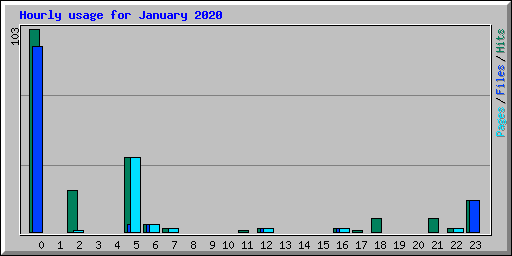 Hourly usage for January 2020
103
Pages/Files/Hits
0 1 2 3 4 5 6 7 8 9 10 11 12 13 14 15 16 17 18 19 20 21 22 23